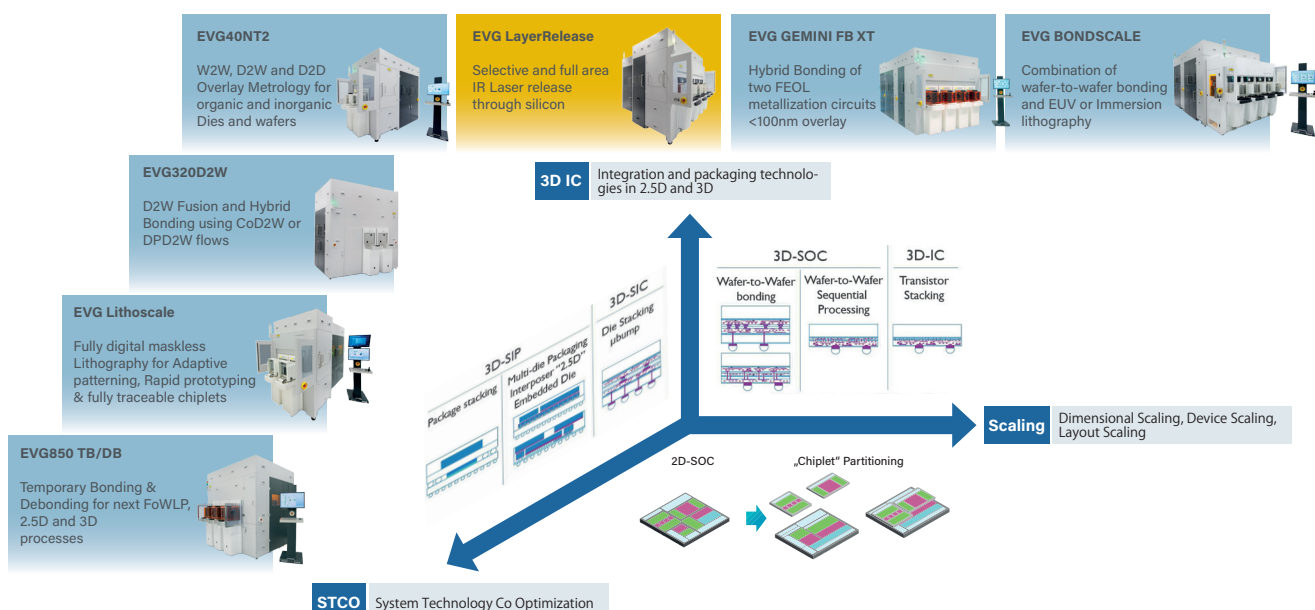 EVG40NT2
W2W, D2W and D2D
Overlay Metrology for
organic and inorganic
Dies and wafers
EVG LayerRelease
Selective and full area
IR Laser release
through silicon
EVG GEMINI FB XT
Hybrid Bonding of
two FEOL
metallization circuits
<100nm overlay
EVG BONDSCALE
Combination of
wafer-to-wafer bonding
and EUV or Immersion
lithography
EVG320D2W
D2W Fusion and Hybrid
Bonding using CoD2W or
DPD2W flows
3D IC
Integration and packaging technolo-
gies in 2.5D and 3D
EVG Lithoscale
Fully digital maskless
Lithography for Adaptive
patterning, Rapid prototyping
& fully traceable chiplets
EVG850 TB/DB
Temporary Bonding &
Debonding for next FoWLP,
2.5D and 3D
processes
3D-SIP
Package stacking
Multi-die Packaging
Interposer "2.5D"
Embedded Die
3D-SIC
Die Stacking
µbump
3D-SOC
Wafer-to-Wafer
bonding
Wafer-to-Wafer
Sequential
Processing
3D-IC
Transistor
Stacking
Scaling
Dimensional Scaling, Device Scaling,
Layout Scaling
2D-SOC
„Chiplet" Partitioning
STCO
System Technology Co Optimization